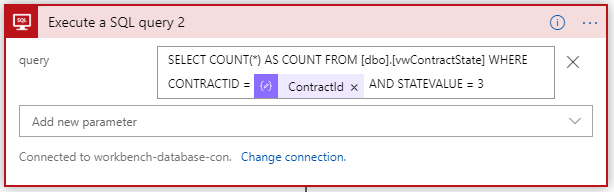 SQL Execute a SQL query 2
query
SELECT COUNT(*) AS COUNT FROM [dbo].[vwContractState] WHERE
CONTRACTID = ContractId × AND STATEVALUE = 3
Add new parameter
Connected to workbench-database-con. Change connection.